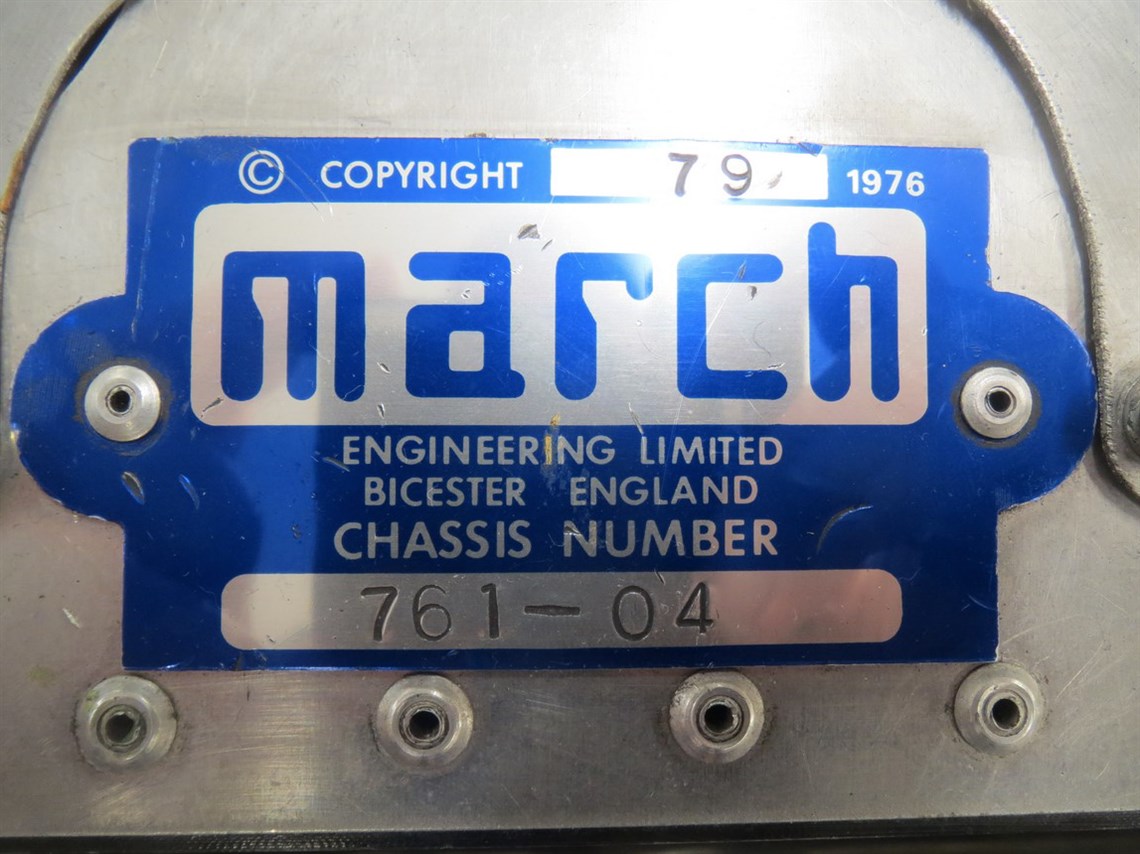 © COPYRIGHT 79 1976
march
ENGINEERING LIMITED
BICESTER ENGLAND
CHASSIS NUMBER
761-04